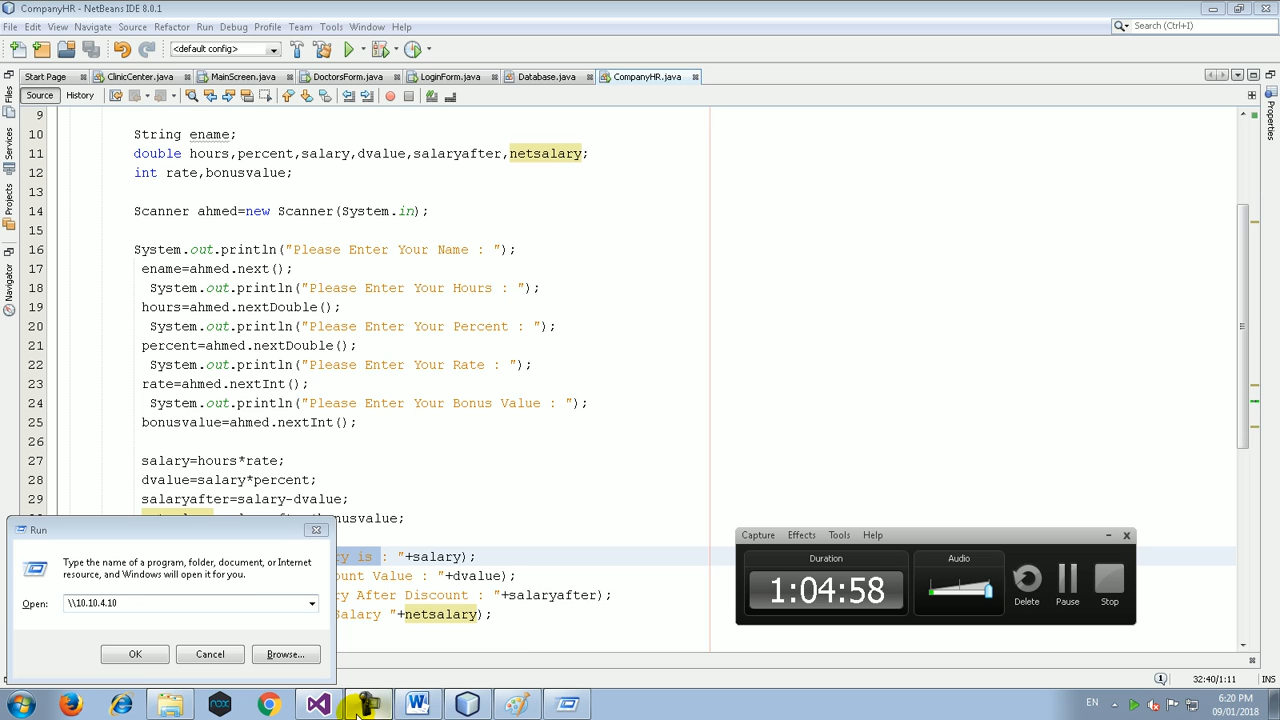 CompanyHR - NetBeans IDE 8.0.1
File Edit View Navigate Source Refactor Run Debug Profile Team Tools Window Help
Search (Ctrl+I)
<default config>
Start Page ClinicCenter.java MainScreen.java DoctorsForm.java LoginForm.java Database.java CompanyHR.java
Source History
Files
Services
Projects
Navigator
Properties
9
10 String ename;
11 double hours,percent,salary,dvalue,salaryafter,netsalary;
12 int rate,bonusvalue;
13
14 Scanner ahmed=new Scanner(System.in);
15
16 System.out.println("Please Enter Your Name : ");
17 ename=ahmed.next();
18 System.out.println("Please Enter Your Hours : ");
19 hours=ahmed.nextDouble();
20 System.out.println("Please Enter Your Percent : ");
21 percent=ahmed.nextDouble();
22 System.out.println("Please Enter Your Rate : ");
23 rate=ahmed.nextInt();
24 System.out.println("Please Enter Your Bonus Value : ");
25 bonusvalue=ahmed.nextInt();
26
27 salary=hours*rate;
28 dvalue=salary*percent;
29 salaryafter=salary-dvalue;
onusvalue;
ry is : "+salary);
ount Value : "+dvalue);
ry After Discount : "+salaryafter);
Salary "+netsalary);
Run
Type the name of a program, folder, document, or Internet
resource, and Windows will open it for you.
Open: \\10.10.4.10
OK Cancel Browse...
Capture Effects Tools Help
Duration Audio
1:04:58
Delete Pause Stop
1
32:40/1:11 INS
EN
6:20 PM
09/01/2018